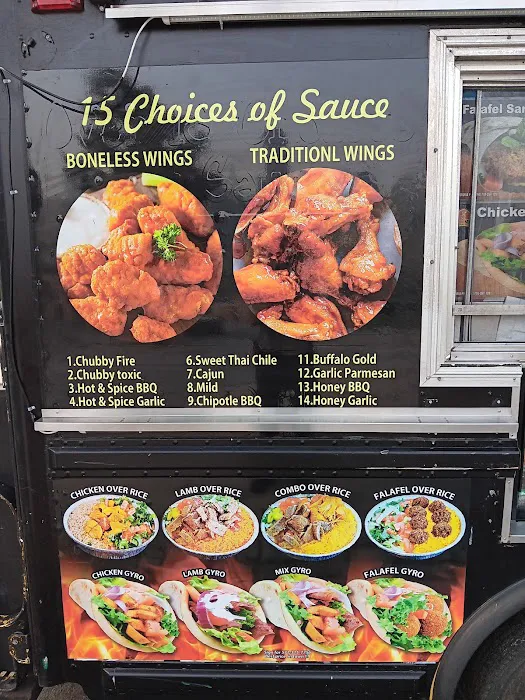 15 Choices of Sauce
BONELESS WINGS
TRADITIONL WINGS
1.Chubby Fire
2.Chubby toxic
3.Hot & Spice BBQ
4.Hot & Spice Garlic
6.Sweet Thai Chile
7.Cajun
8.Mild
9.Chipotle BBQ
11.Buffalo Gold
12.Garlic Parmesan
13.Honey BBQ
14.Honey Garlic
Falafel Sa
Chicke
CHICKEN OVER RICE
LAMB OVER RICE
COMBO OVER RICE
FALAFEL OVER RICE
CHICKEN GYRO
LAMB GYRO
MIX GYRO
FALAFEL GYRO